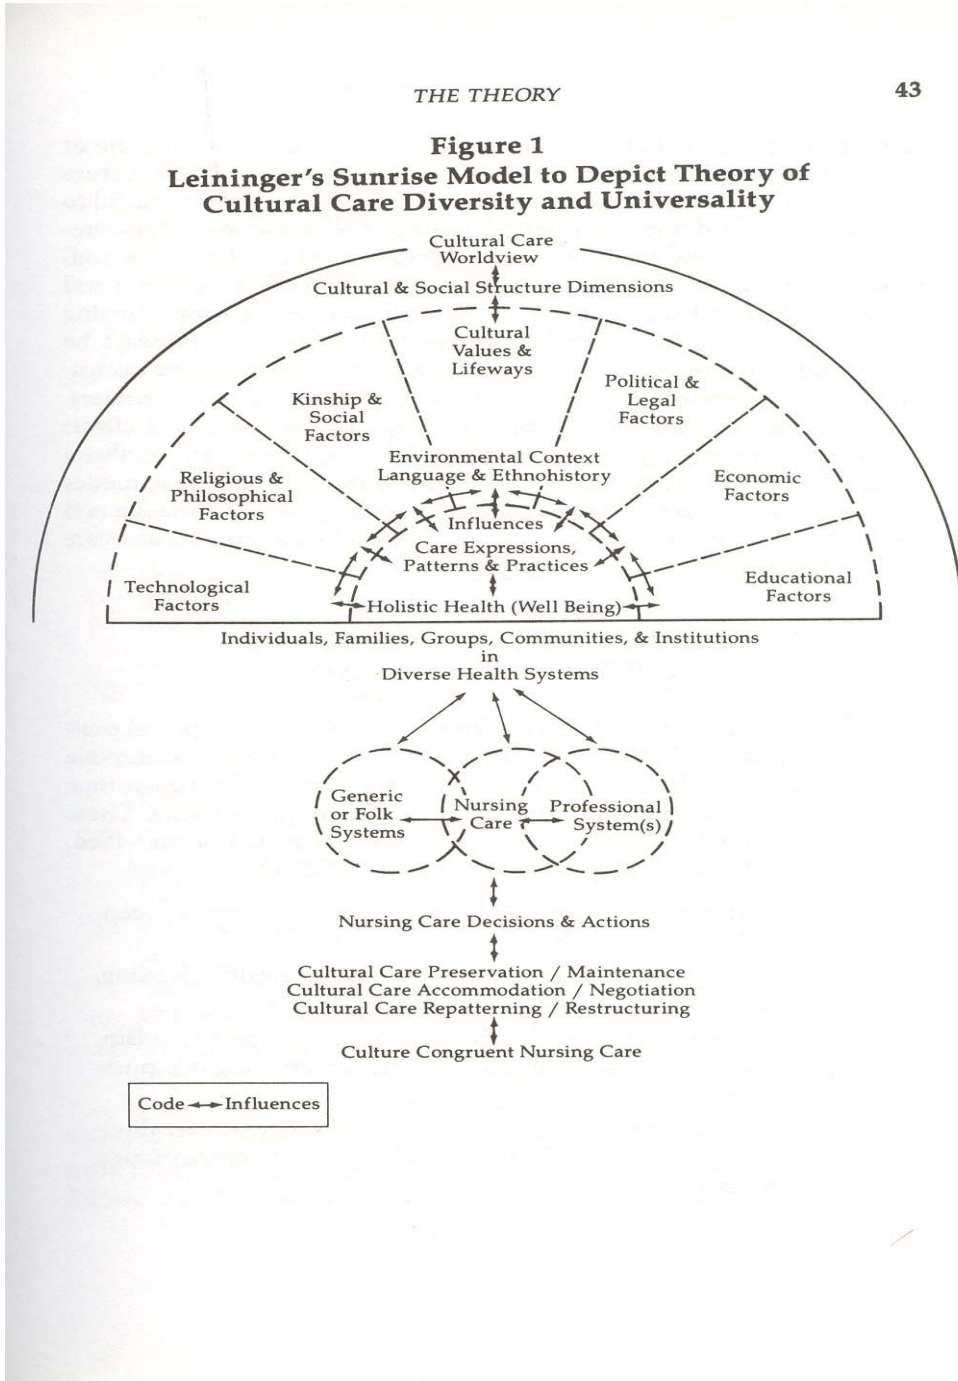 THE THEORY
43
Figure 1
Leininger's Sunrise Model to Depict Theory of
Cultural Care Diversity and Universality
Cultural Care
Worldview
Cultural & Social Structure Dimensions
Cultural
Values &
Lifeways
Kinship &
Social
Factors
Political &
Legal
Factors
Religious &
Philosophical
Factors
Environmental Context
Language & Ethnohistory
Economic
Factors
Technological
Factors
Influences
Care Expressions,
Patterns & Practices
Holistic Health (Well Being)
Educational
Factors
Individuals, Families, Groups, Communities, & Institutions
in
Diverse Health Systems
Generic
or Folk
Systems
Nursing
Care
Professional
System(s)
Nursing Care Decisions & Actions
Cultural Care Preservation / Maintenance
Cultural Care Accommodation / Negotiation
Cultural Care Repatterning / Restructuring
Culture Congruent Nursing Care
Code Influences